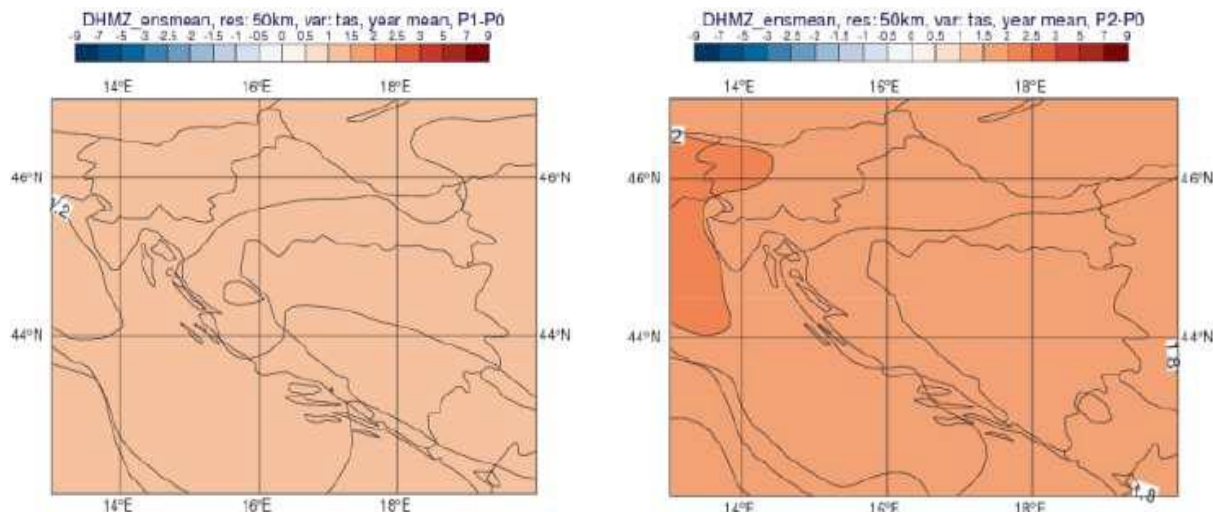 DHMZ_ensmean, res: 50km, var: tas, year mean, P1-P0
-9 -7 -5 -3 -2.5 -2 -1.5 -1 -0.5 0 0.5 1 1.5 2 2.5 3 5 7 9
14°E 16°E 18°E
46°N 46°N
44°N 44°N
14°E 16°E 18°E
DHMZ_ensmean, res: 50km, var: tas, year mean, P2-P0
-9 -7 -5 -3 -2.5 -2 -1.5 -1 -0.5 0 0.5 1 1.5 2 2.5 3 5 7 9
14°E 16°E 18°E
2
46°N 46°N
44°N 44°N
1.8
1.8
14°E 16°E 18°E